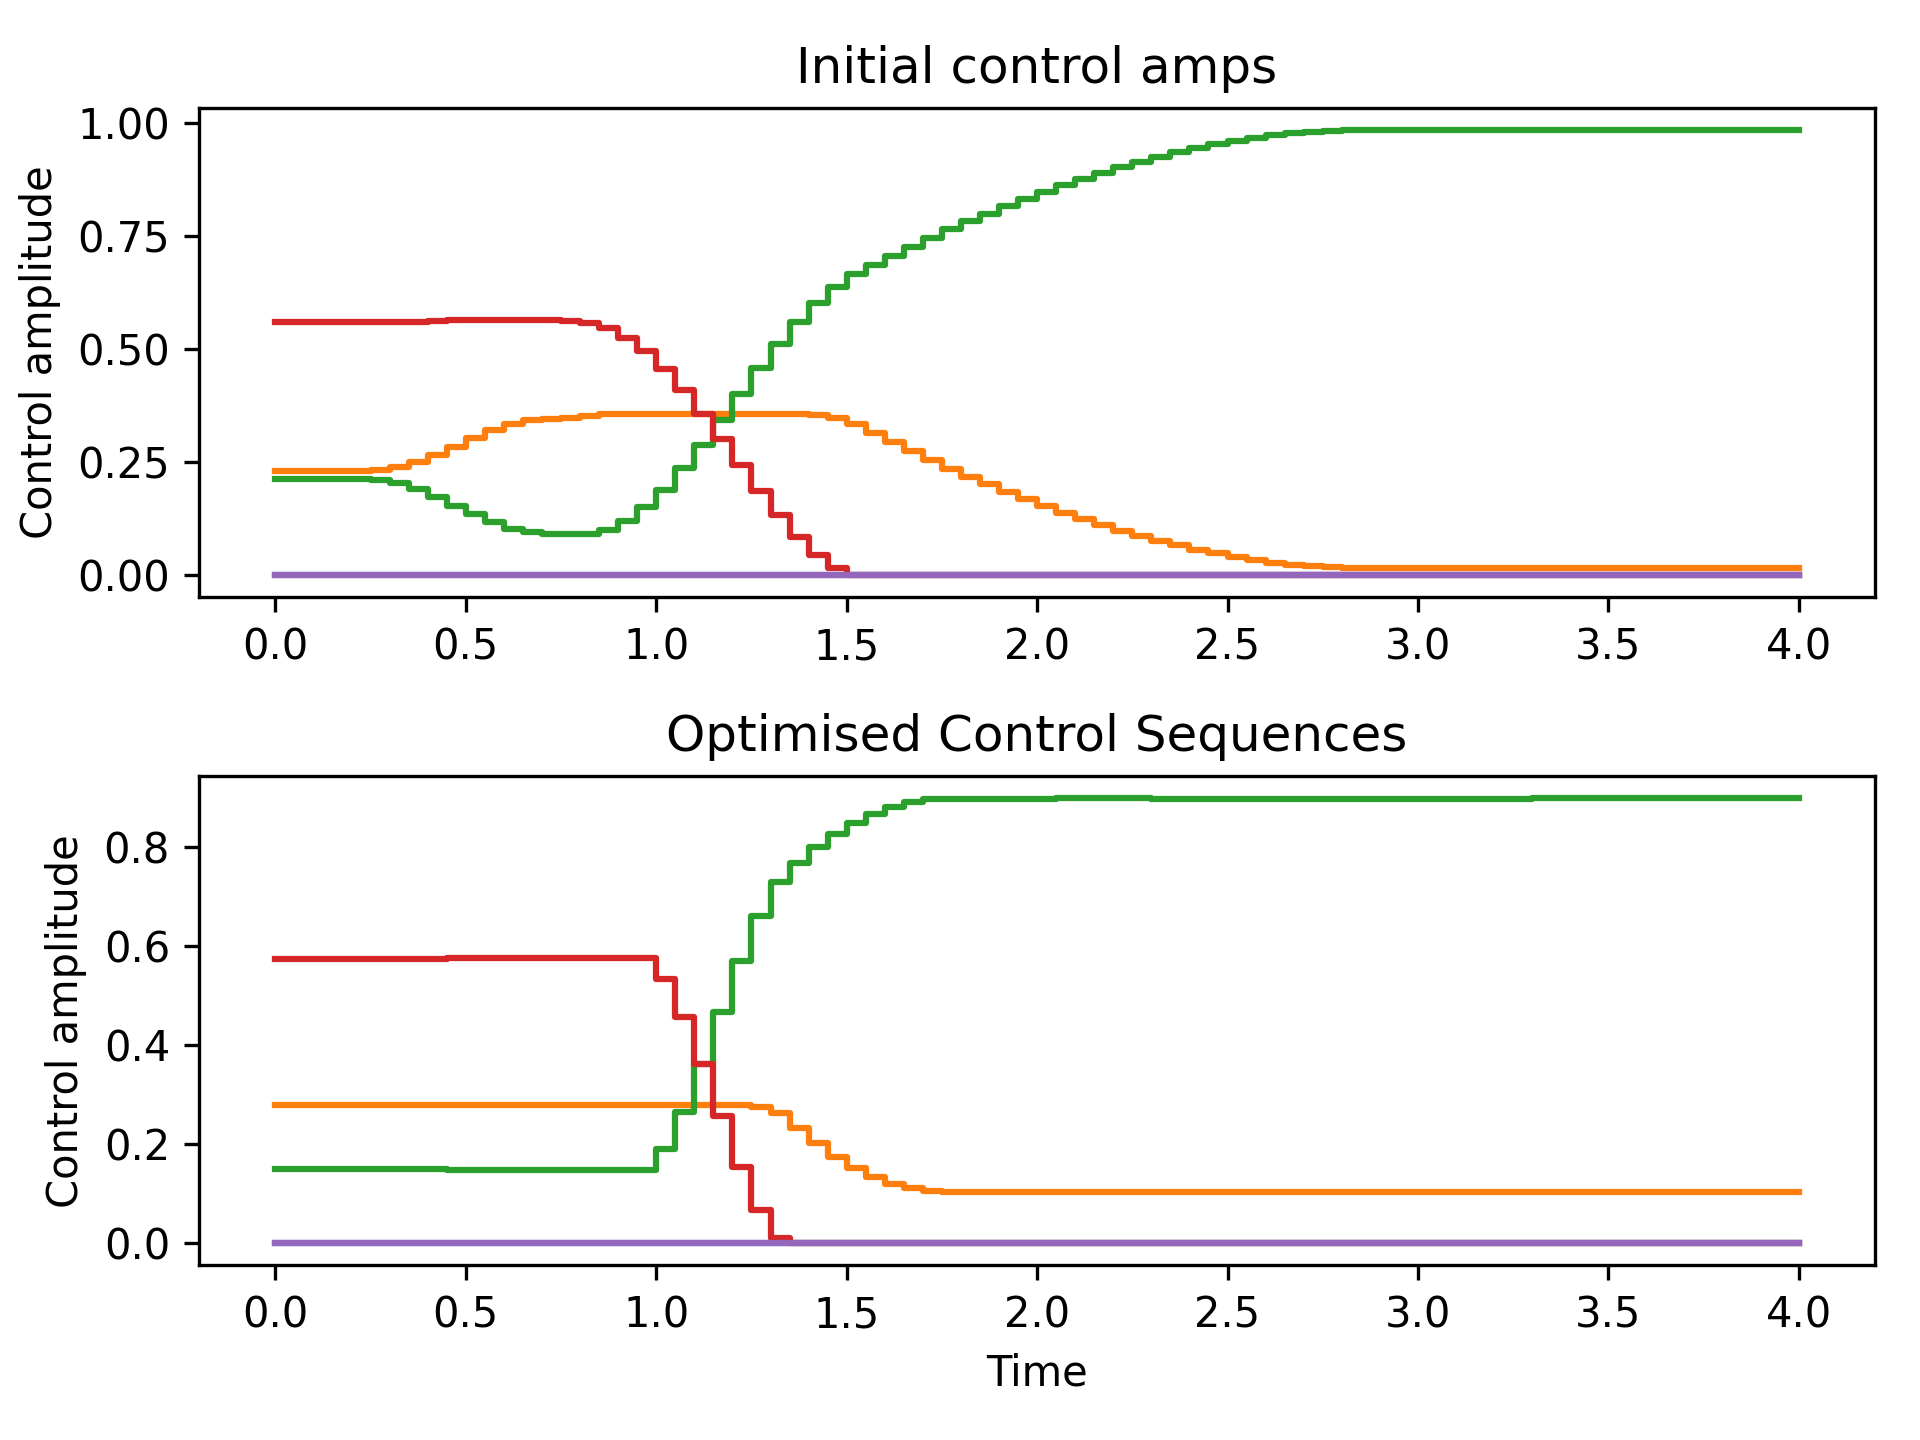 Initial control amps
Control amplitude
1.00
0.75
0.50
0.25
0.00
0.0 0.5 1.0 1.5 2.0 2.5 3.0 3.5 4.0
Optimised Control Sequences
Control amplitude
0.8
0.6
0.4
0.2
0.0
0.0 0.5 1.0 1.5 2.0 2.5 3.0 3.5 4.0
Time